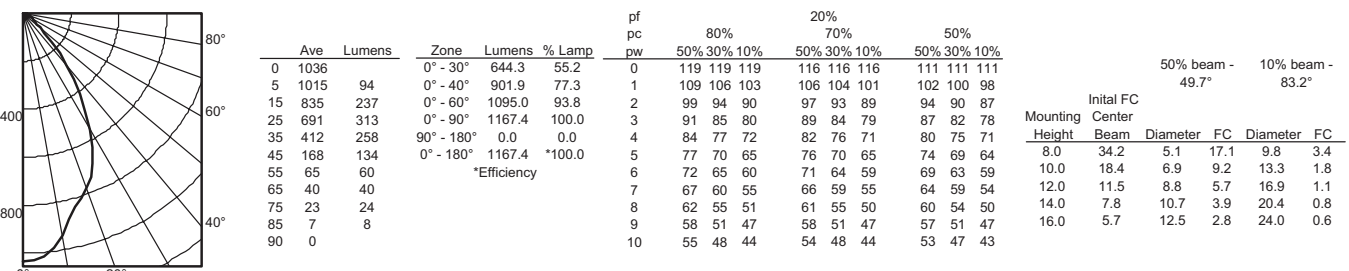 80°
60°
40°
400
800
0°
20°
Ave Lumens
0 1036
5 1015 94
15 835 237
25 691 313
35 412 258
45 168 134
55 65 60
65 40 40
75 23 24
85 7 8
90 0
Zone Lumens % Lamp
0° - 30° 644.3 55.2
0° - 40° 901.9 77.3
0° - 60° 1095.0 93.8
0° - 90° 1167.4 100.0
90° - 180° 0.0 0.0
0° - 180° 1167.4 *100.0
*Efficiency
pf 20%
pc 80% 70% 50%
pw 50% 30% 10% 50% 30% 10% 50% 30% 10%
0 119 119 119 116 116 116 111 111 111
1 109 106 103 106 104 101 102 100 98
2 99 94 90 97 93 89 94 90 87
3 91 85 80 89 84 79 87 82 78
4 84 77 72 82 76 71 80 75 71
5 77 70 65 76 70 65 74 69 64
6 72 65 60 71 64 59 69 63 59
7 67 60 55 66 59 55 64 59 54
8 62 55 51 61 55 50 60 54 50
9 58 51 47 58 51 47 57 51 47
10 55 48 44 54 48 44 53 47 43
50% beam - 10% beam -
49.7° 83.2°
Inital FC
Mounting Center
Height Beam Diameter FC Diameter FC
8.0 34.2 5.1 17.1 9.8 3.4
10.0 18.4 6.9 9.2 13.3 1.8
12.0 11.5 8.8 5.7 16.9 1.1
14.0 7.8 10.7 3.9 20.4 0.8
16.0 5.7 12.5 2.8 24.0 0.6